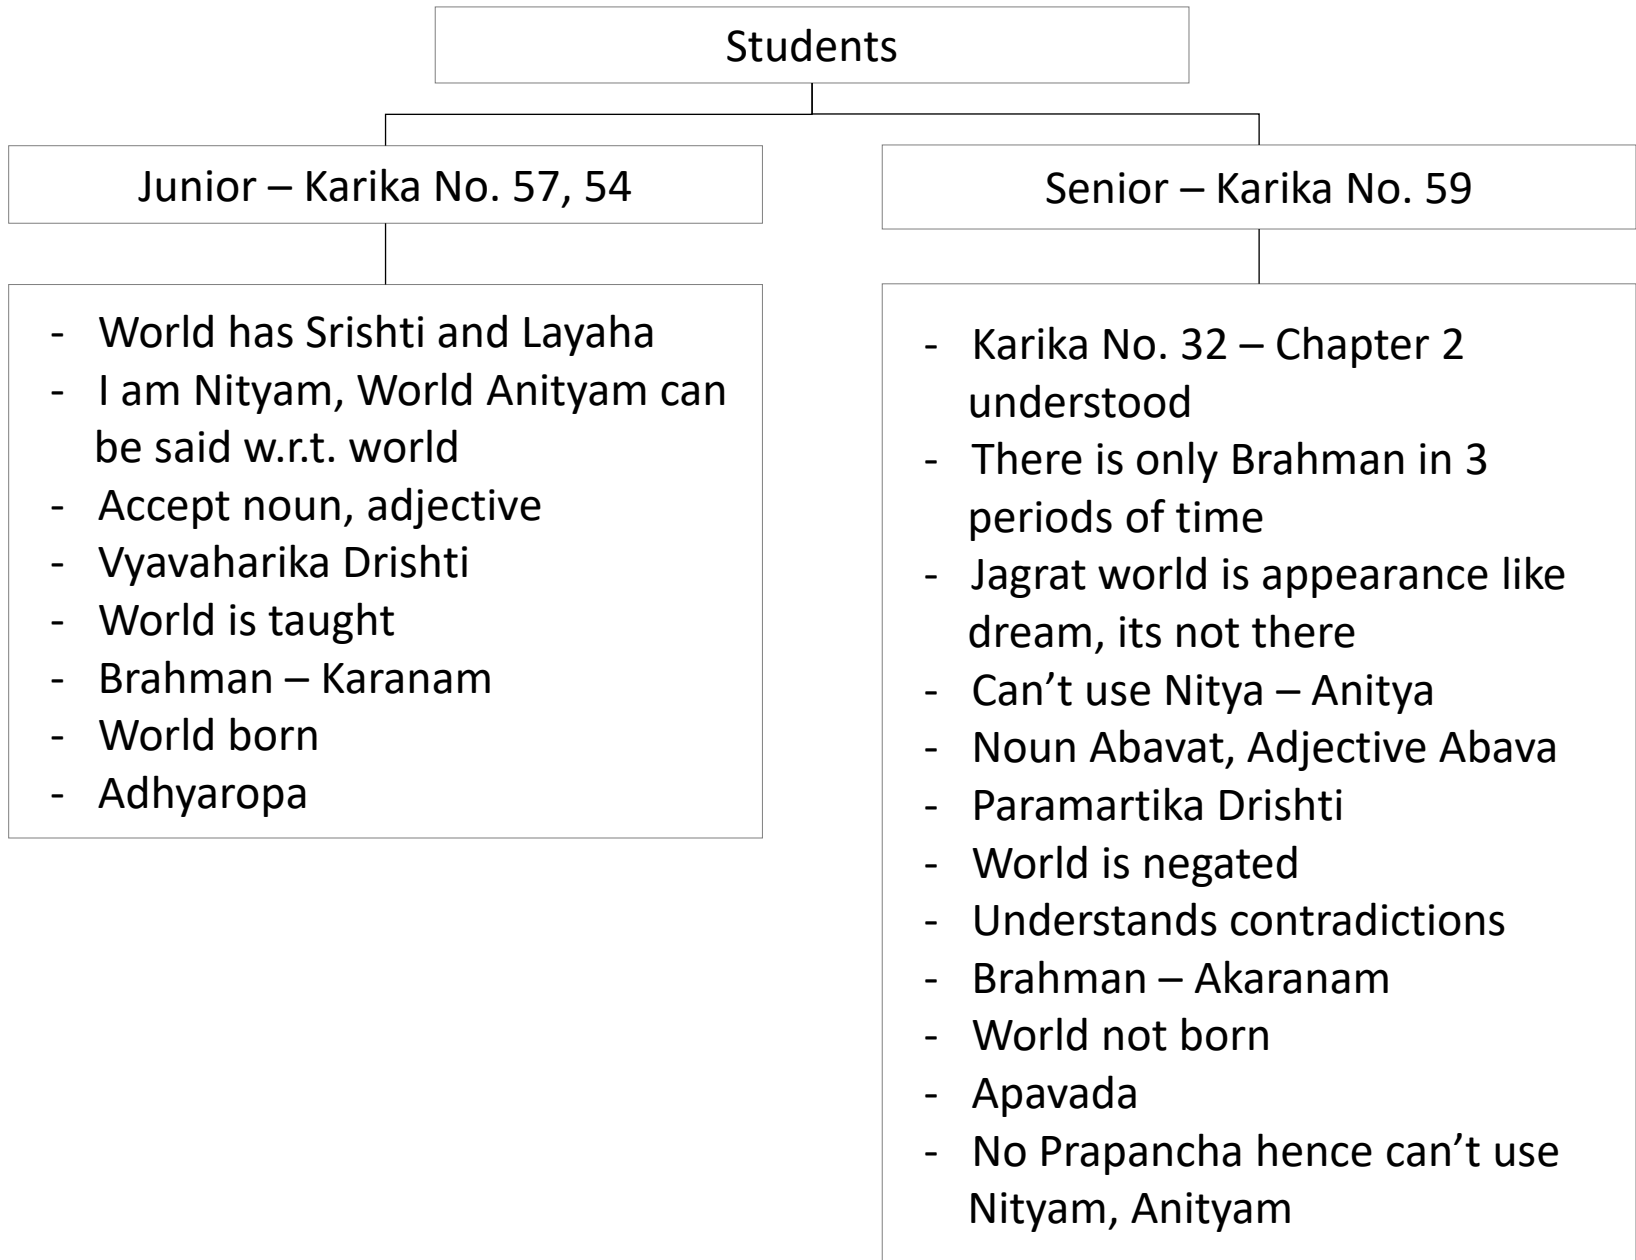 Students
Junior – Karika No. 57, 54
- World has Srishti and Layaha
- I am Nityam, World Anityam can
be said w.r.t. world
- Accept noun, adjective
- Vyavaharika Drishti
- World is taught
- Brahman – Karanam
- World born
- Adhyaropa
Senior – Karika No. 59
- Karika No. 32 – Chapter 2
understood
- There is only Brahman in 3
periods of time
- Jagrat world is appearance like
dream, its not there
- Can’t use Nitya – Anitya
- Noun Abavat, Adjective Abava
- Paramartika Drishti
- World is negated
- Understands contradictions
- Brahman – Akaranam
- World not born
- Apavada
- No Prapancha hence can’t use
Nityam, Anityam